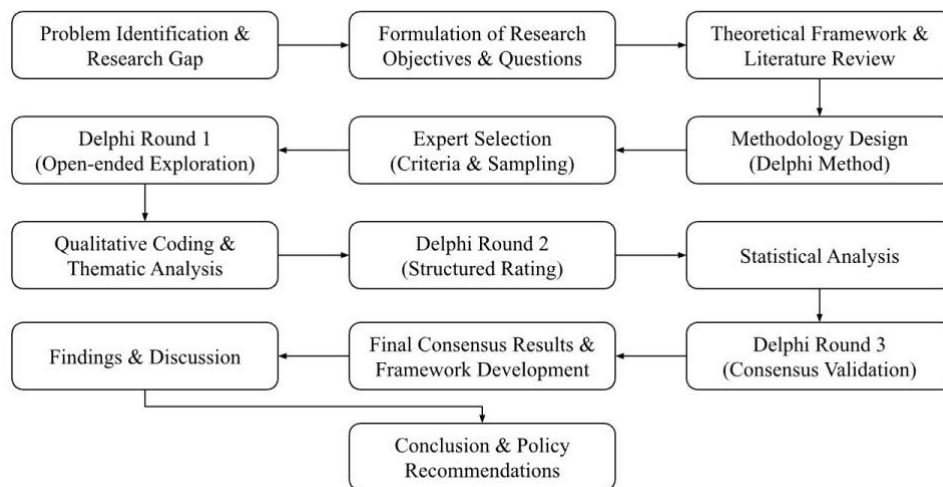 Problem Identification &
Research Gap
Formulation of Research
Objectives & Questions
Theoretical Framework &
Literature Review
Methodology Design
(Delphi Method)
Expert Selection
(Criteria & Sampling)
Delphi Round 1
(Open-ended Exploration)
Qualitative Coding &
Thematic Analysis
Delphi Round 2
(Structured Rating)
Statistical Analysis
Delphi Round 3
(Consensus Validation)
Final Consensus Results &
Framework Development
Findings & Discussion
Conclusion & Policy
Recommendations